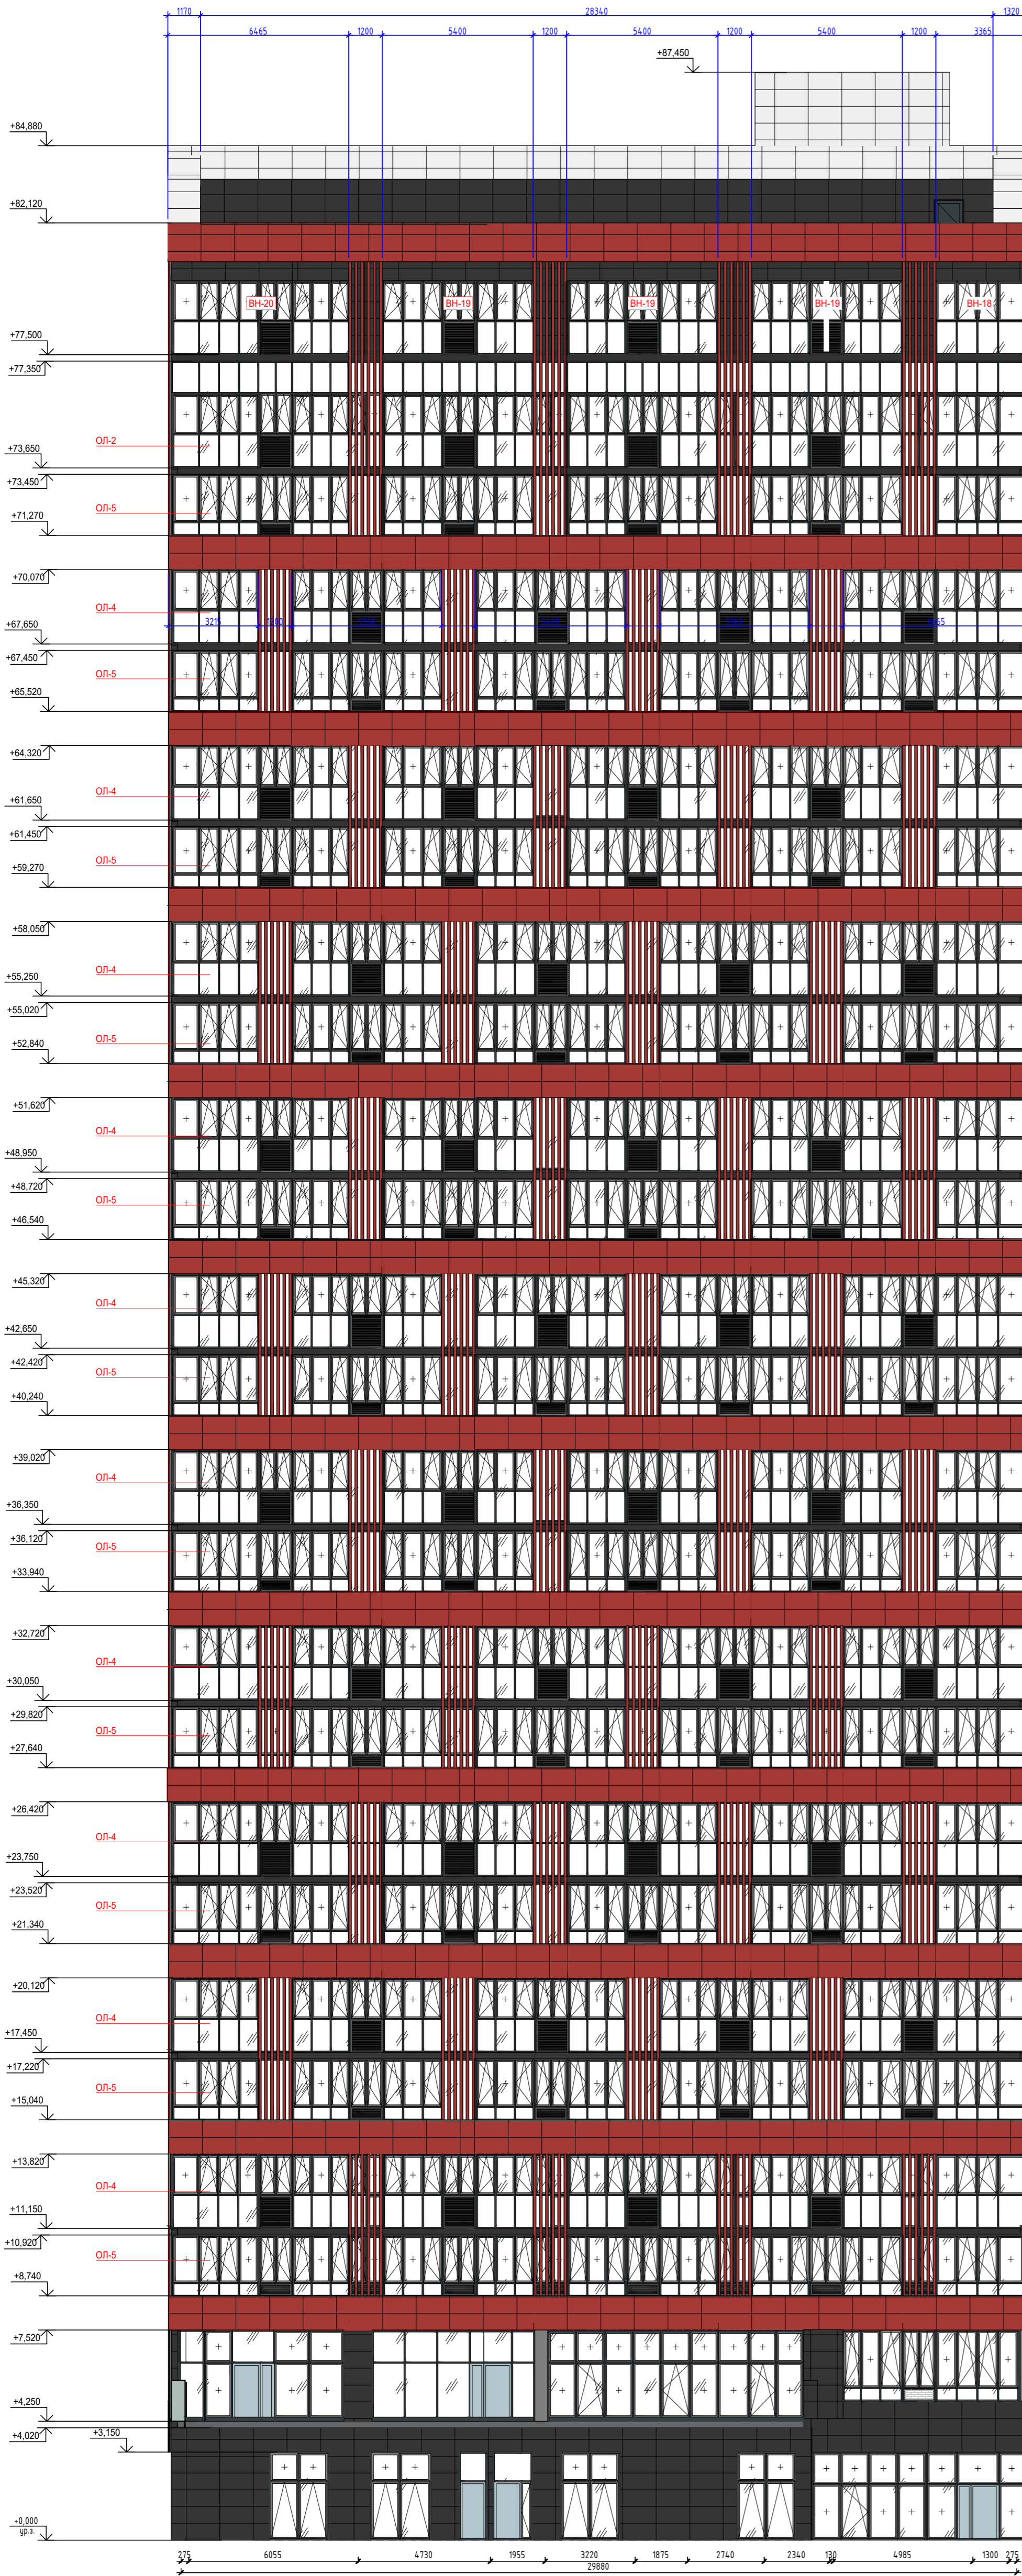 1170 28340 1320
6465 1200 5400 1200 5400 1200 5400 1200 3365
+87,450
+84,880
+82,120
ВН-20 ВН-19 ВН-19 ВН-19 ВН-18
+77,500
+77,350
ОЛ-2
+73,650
+73,450
ОЛ-5
+71,270
+70,070
ОЛ-4
3215
+67,650
+67,450
ОЛ-5
+65,520
+64,320
ОЛ-4
+61,650
+61,450
ОЛ-5
+59,270
+58,050
ОЛ-4
+55,250
+55,020
ОЛ-5
+52,840
+51,620
ОЛ-4
+48,950
+48,720
ОЛ-5
+46,540
+45,320
ОЛ-4
+42,650
+42,420
ОЛ-5
+40,240
+39,020
ОЛ-4
+36,350
+36,120
ОЛ-5
+33,940
+32,720
ОЛ-4
+30,050
+29,820
ОЛ-5
+27,640
+26,420
ОЛ-4
+23,750
+23,520
ОЛ-5
+21,340
+20,120
ОЛ-4
+17,450
+17,220
ОЛ-5
+15,040
+13,820
ОЛ-4
+11,150
+10,920
ОЛ-5
+8,740
+7,520
+4,250
+4,020
+3,150
+0,000
ур.з.
275 6055 4730 1955 3220 1875 2740 2340 130 4985 1300 275
29880